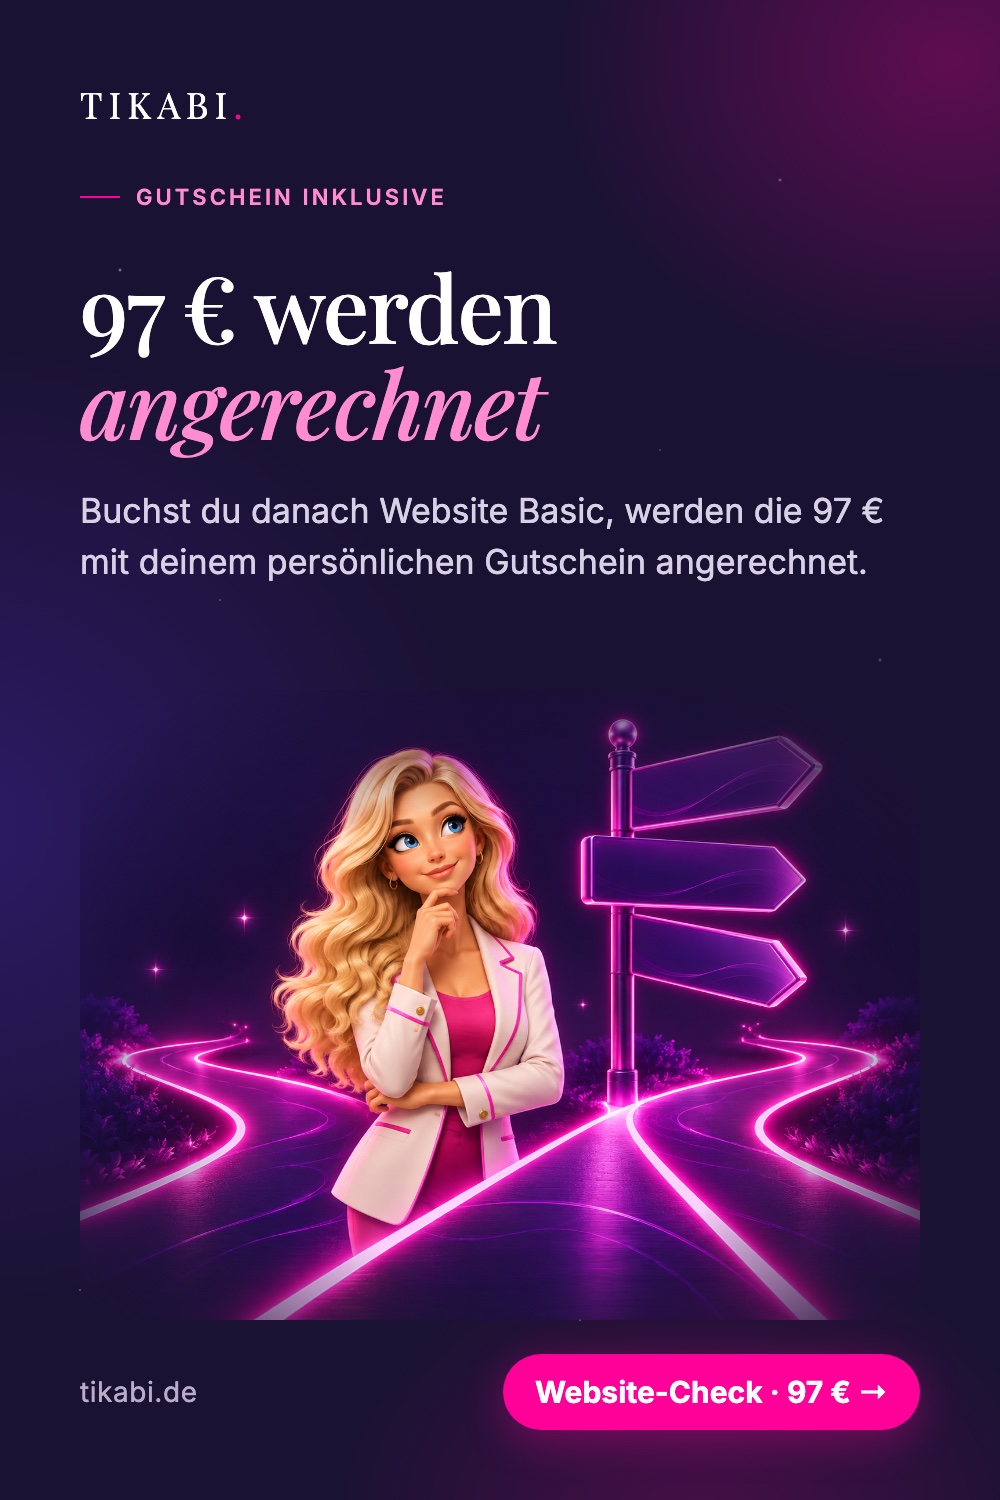 TIKABI.
GUTSCHEIN INKLUSIVE
97 € werden
angerechnet
Buchst du danach Website Basic, werden die 97 €
mit deinem persönlichen Gutschein angerechnet.
tikabi.de
Website-Check · 97 € →